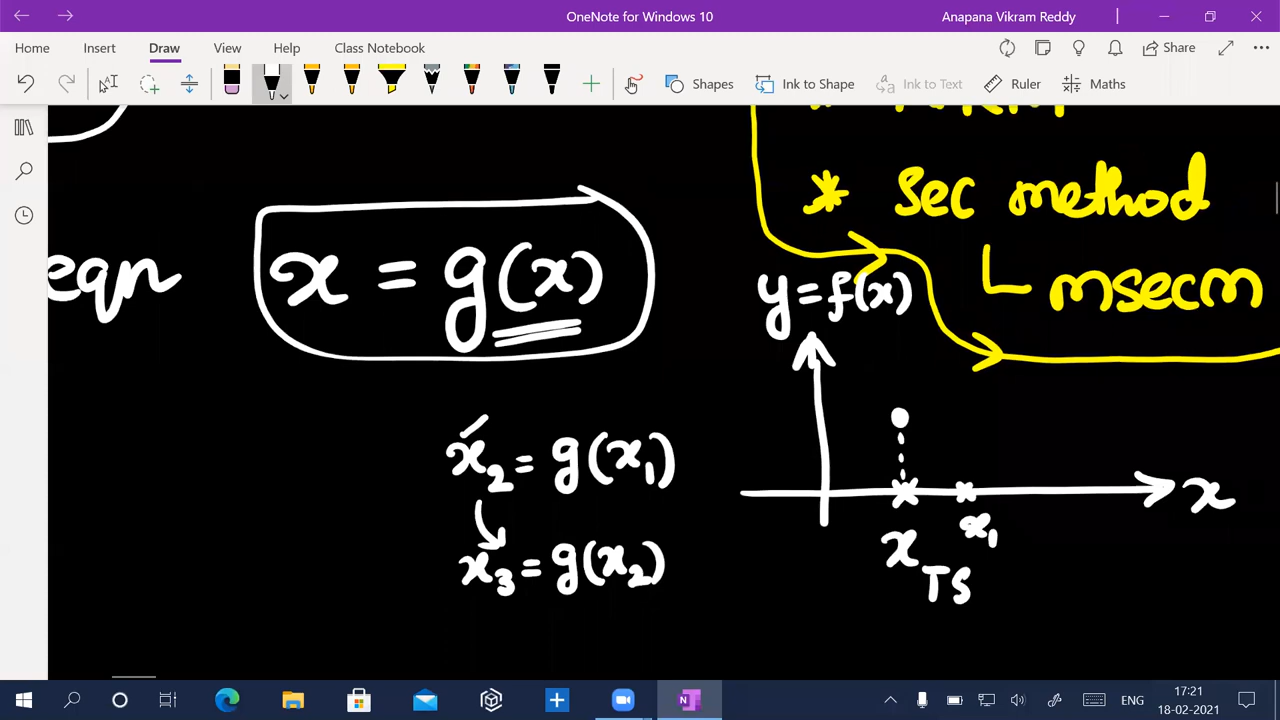 OneNote for Windows 10
Anapana Vikram Reddy
Home Insert Draw View Help Class Notebook Share
Shapes Ink to Shape Ink to Text Ruler Maths
* Sec method
msecm
eqn x = g(x)
y=f(x)
x2 = g(x1)
x3 = g(x2)
x
x1
xTS
ENG
17:21
18-02-2021